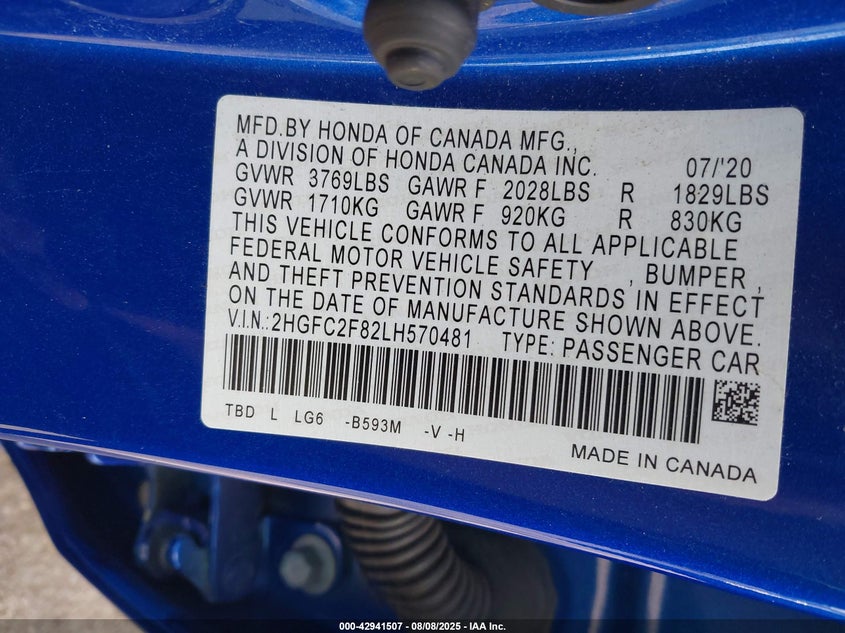 MFD.BY HONDA OF CANADA MFG.,
A DIVISION OF HONDA CANADA INC. 07/'20
GVWR 3769LBS GAWR F 2028LBS R 1829LBS
GVWR 1710KG GAWR F 920KG R 830KG
THIS VEHICLE CONFORMS TO ALL APPLICABLE
FEDERAL MOTOR VEHICLE SAFETY , BUMPER ,
AND THEFT PREVENTION STANDARDS IN EFFECT
ON THE DATE OF MANUFACTURE SHOWN ABOVE.
V.I.N.: 2HGFC2F82LH570481 TYPE: PASSENGER CAR
TBD L LG6 -B593M -V -H
MADE IN CANADA
000-42941507 - 08/08/2025 - IAA Inc.